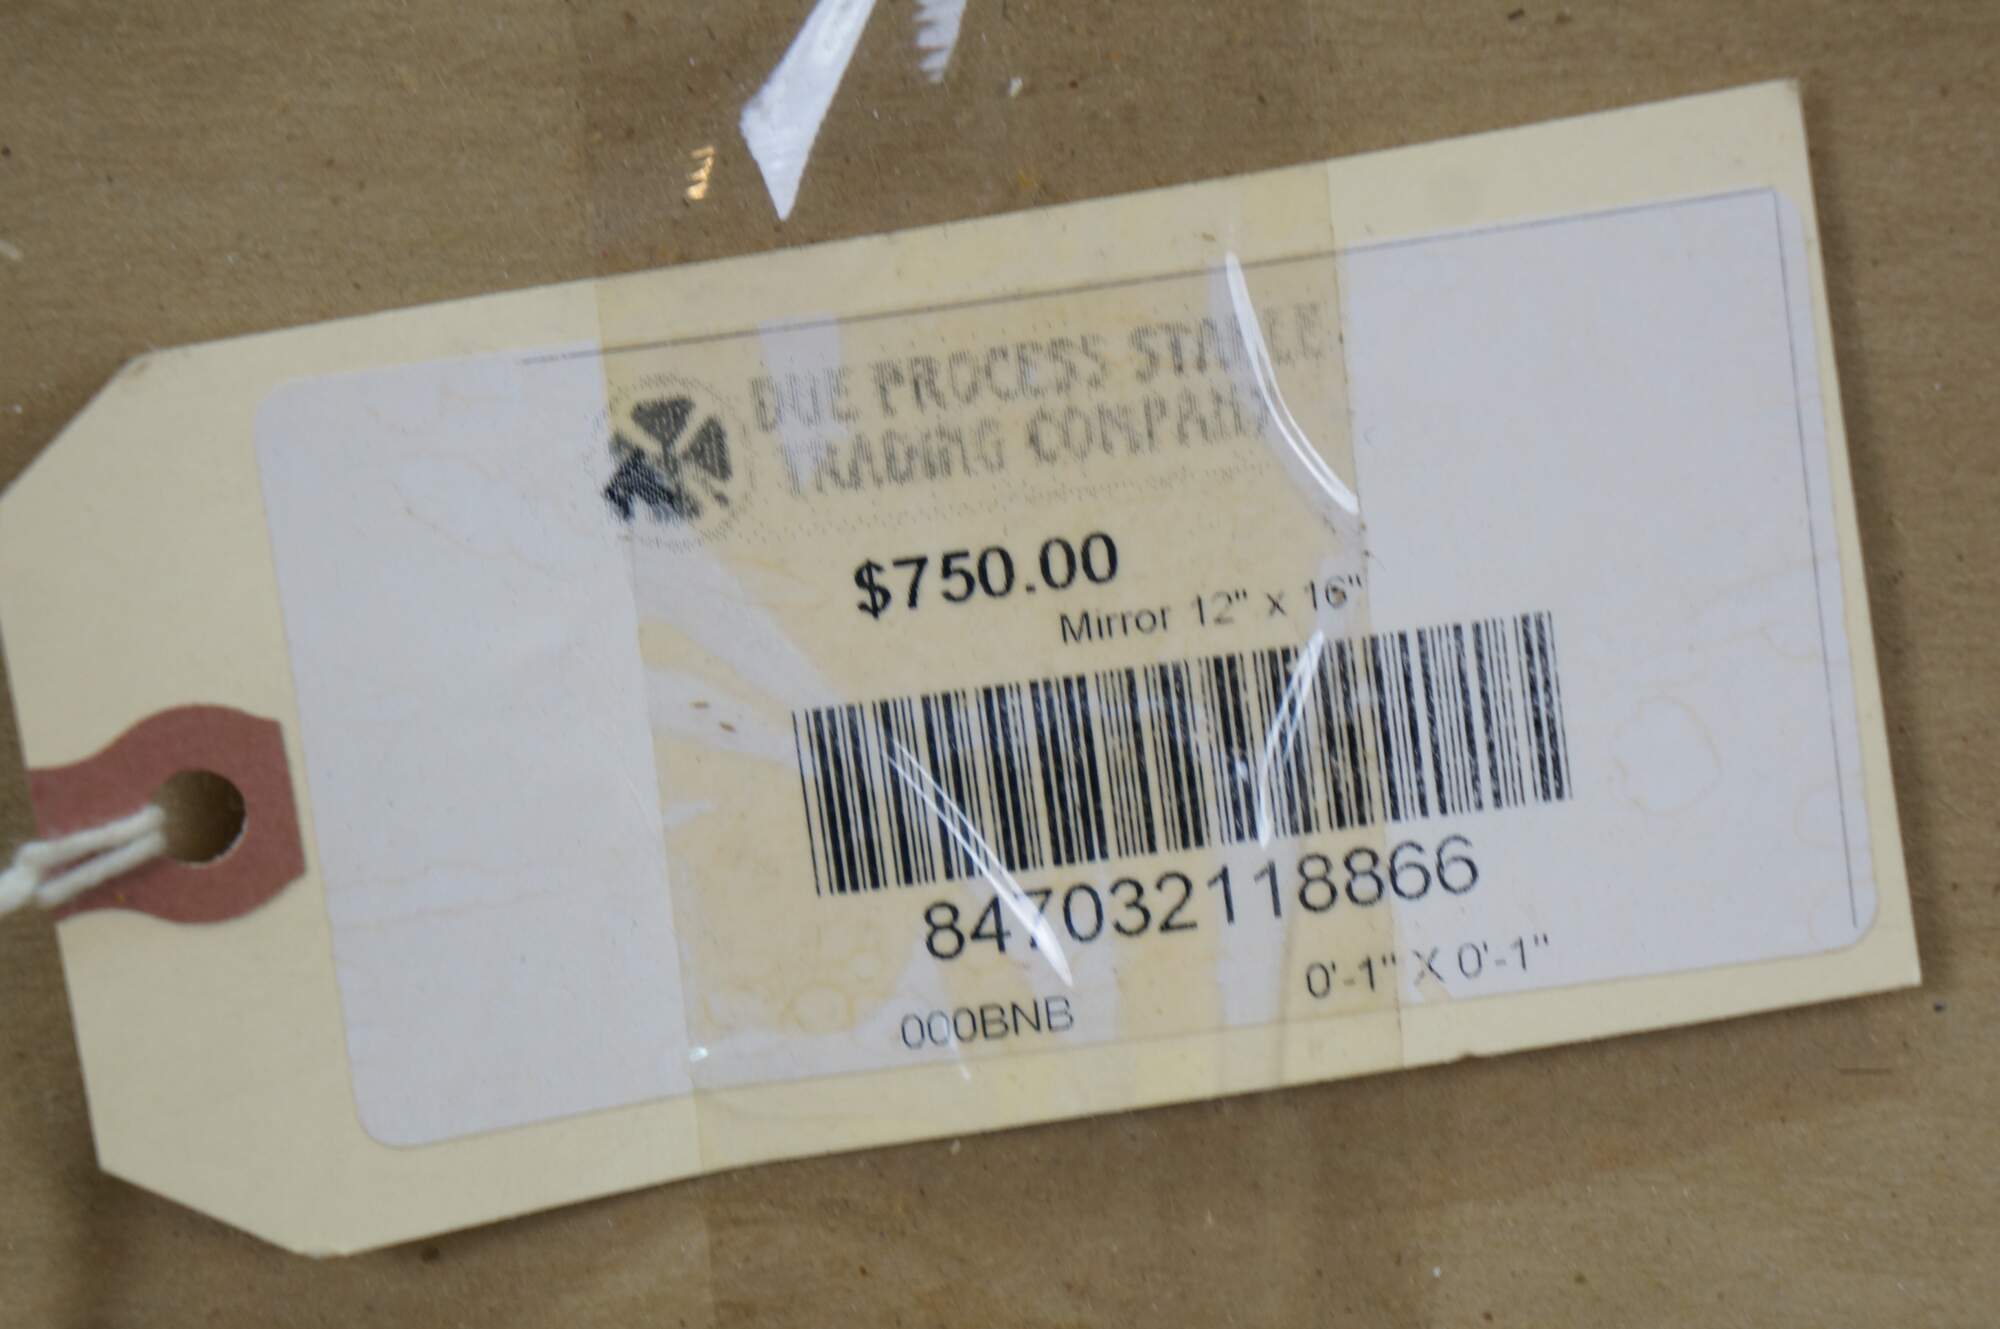 DUE PROCESS STABLE
TRADING COMPANY
$750.00
Mirror 12" x 16"
847032118866
0'-1" X 0'-1"
000BNB